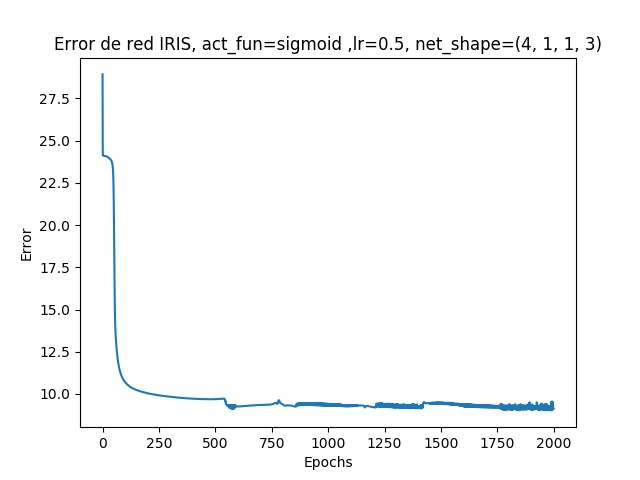 Error de red IRIS, act_fun=sigmoid ,lr=0.5, net_shape=(4, 1, 1, 3)
27.5
25.0
22.5
20.0
17.5
15.0
12.5
10.0
Error
0 250 500 750 1000 1250 1500 1750 2000
Epochs